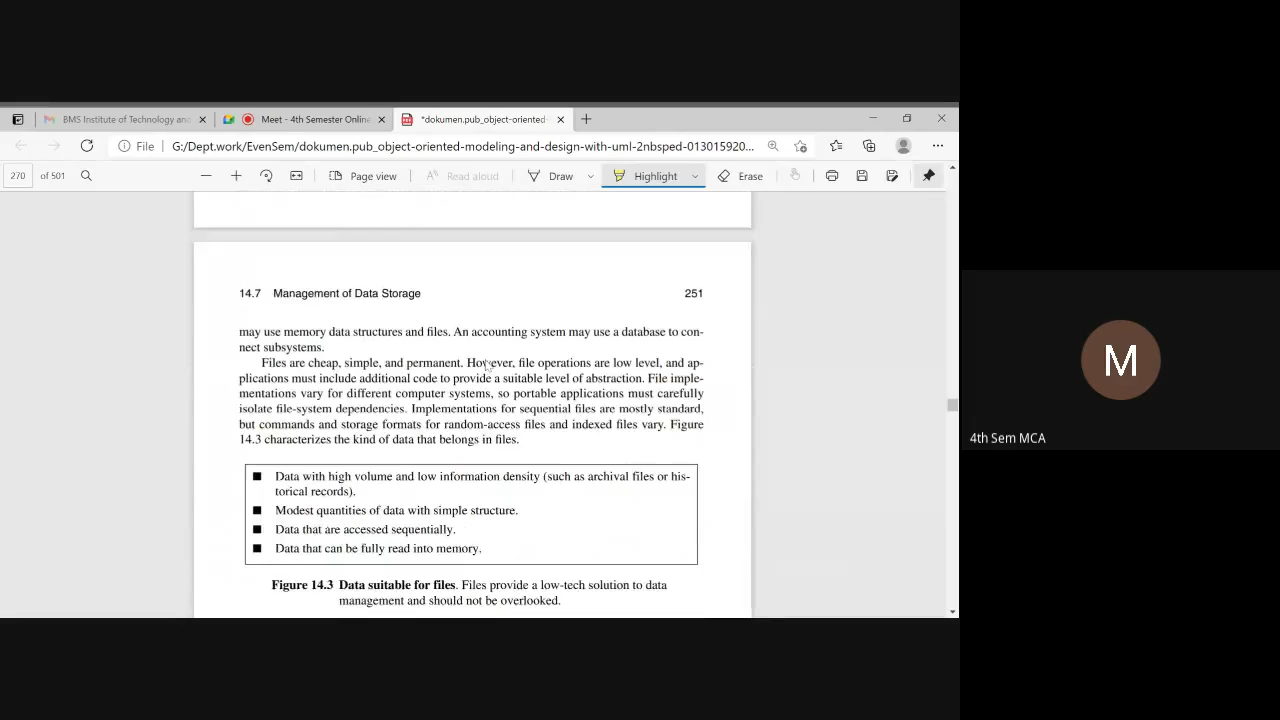 BMS Institute of Technology and
Meet - 4th Semester Online
*dokumen.pub_object-oriented-
File
G:/Dept.work/EvenSem/dokumen.pub_object-oriented-modeling-and-design-with-uml-2nbsped-013015920...
270 of 501
Page view
Read aloud
Draw
Highlight
Erase
14.7 Management of Data Storage 251
may use memory data structures and files. An accounting system may use a database to con-
nect subsystems.
Files are cheap, simple, and permanent. However, file operations are low level, and ap-
plications must include additional code to provide a suitable level of abstraction. File imple-
mentations vary for different computer systems, so portable applications must carefully
isolate file-system dependencies. Implementations for sequential files are mostly standard,
but commands and storage formats for random-access files and indexed files vary. Figure
14.3 characterizes the kind of data that belongs in files.
■ Data with high volume and low information density (such as archival files or his-
torical records).
■ Modest quantities of data with simple structure.
■ Data that are accessed sequentially.
■ Data that can be fully read into memory.
Figure 14.3 Data suitable for files. Files provide a low-tech solution to data
management and should not be overlooked.
M
4th Sem MCA